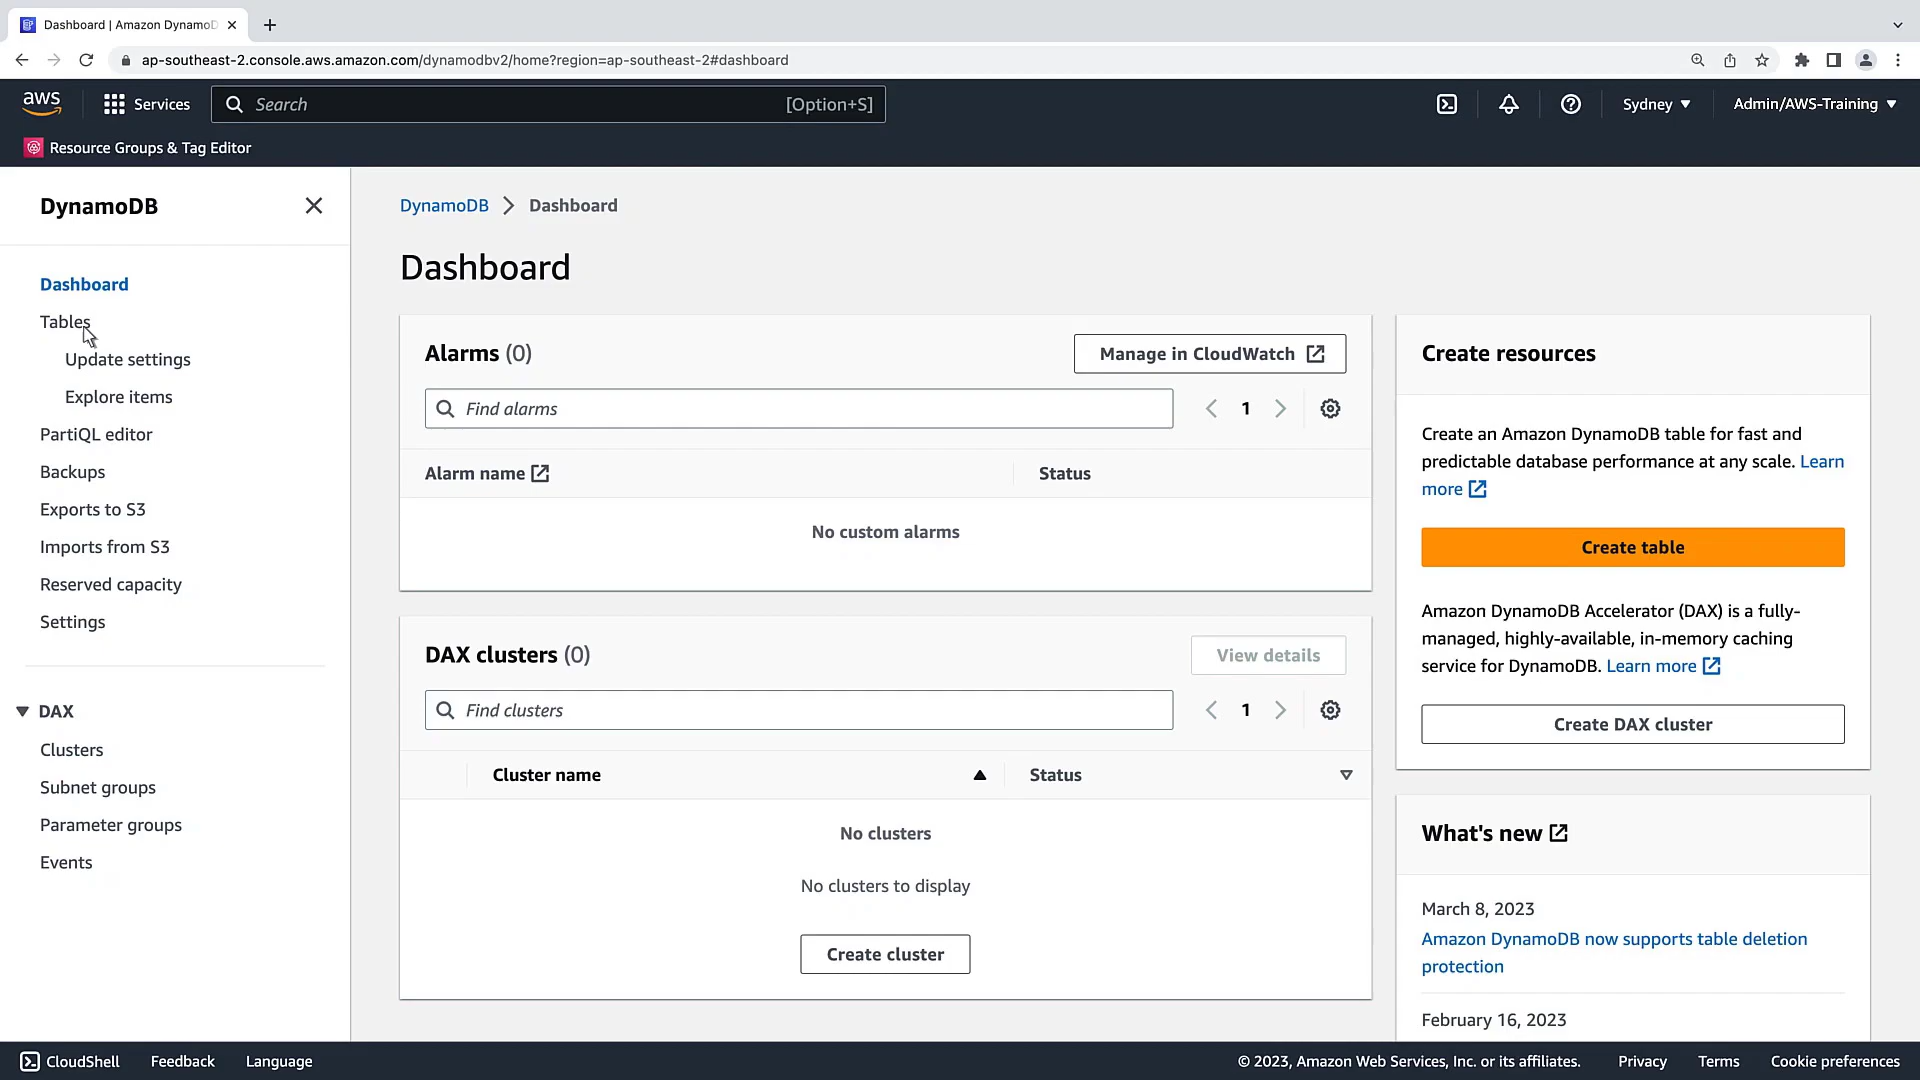 Dashboard | Amazon DynamoD
ap-southeast-2.console.aws.amazon.com/dynamodbv2/home?region=ap-southeast-2#dashboard
aws
Services
Search
[Option+S]
Sydney
Admin/AWS-Training
Resource Groups & Tag Editor
DynamoDB
Dashboard
Tables
Update settings
Explore items
PartiQL editor
Backups
Exports to S3
Imports from S3
Reserved capacity
Settings
DAX
Clusters
Subnet groups
Parameter groups
Events
DynamoDB
Dashboard
Dashboard
Alarms (0)
Manage in CloudWatch
Find alarms
1
Alarm name
Status
No custom alarms
DAX clusters (0)
View details
Find clusters
1
Cluster name
Status
No clusters
No clusters to display
Create cluster
Create resources
Create an Amazon DynamoDB table for fast and
predictable database performance at any scale. Learn
more
Create table
Amazon DynamoDB Accelerator (DAX) is a fully-
managed, highly-available, in-memory caching
service for DynamoDB. Learn more
Create DAX cluster
What's new
March 8, 2023
Amazon DynamoDB now supports table deletion
protection
February 16, 2023
CloudShell
Feedback
Language
© 2023, Amazon Web Services, Inc. or its affiliates.
Privacy
Terms
Cookie preferences